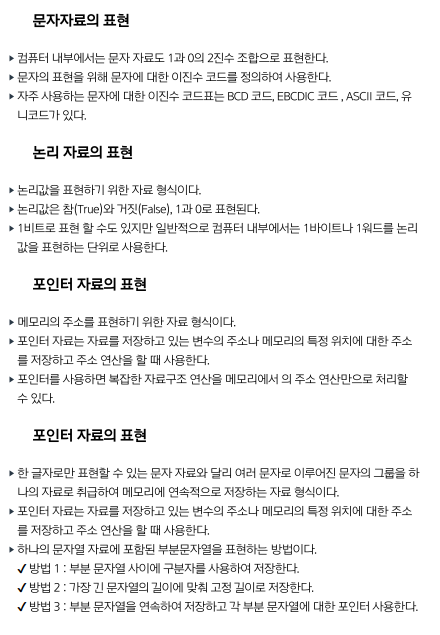 문자자료의 표현
▸ 컴퓨터 내부에서는 문자 자료도 1과 0의 2진수 조합으로 표현한다.
▸ 문자의 표현을 위해 문자에 대한 이진수 코드를 정의하여 사용한다.
▸ 자주 사용하는 문자에 대한 이진수 코드표는 BCD 코드, EBCDIC 코드 , ASCII 코드, 유
니코드가 있다.
논리 자료의 표현
▸ 논리값을 표현하기 위한 자료 형식이다.
▸ 논리값은 참(True)와 거짓(False), 1과 0로 표현된다.
▸ 1비트로 표현 할 수도 있지만 일반적으로 컴퓨터 내부에서는 1바이트나 1워드를 논리
값을 표현하는 단위로 사용한다.
포인터 자료의 표현
▸ 메모리의 주소를 표현하기 위한 자료 형식이다.
▸ 포인터 자료는 자료를 저장하고 있는 변수의 주소나 메모리의 특정 위치에 대한 주소
를 저장하고 주소 연산을 할 때 사용한다.
▸ 포인터를 사용하면 복잡한 자료구조 연산을 메모리에서 의 주소 연산만으로 처리할
수 있다.
포인터 자료의 표현
▸ 한 글자로만 표현할 수 있는 문자 자료와 달리 여러 문자로 이루어진 문자의 그룹을 하
나의 자료로 취급하여 메모리에 연속적으로 저장하는 자료 형식이다.
▸ 포인터 자료는 자료를 저장하고 있는 변수의 주소나 메모리의 특정 위치에 대한 주소
를 저장하고 주소 연산을 할 때 사용한다.
▸ 하나의 문자열 자료에 포함된 부분문자열을 표현하는 방법이다.
✔ 방법 1 : 부분 문자열 사이에 구분자를 사용하여 저장한다.
✔ 방법 2 : 가장 긴 문자열의 길이에 맞춰 고정 길이로 저장한다.
✔ 방법 3 : 부분 문자열을 연속하여 저장하고 각 부분 문자열에 대한 포인터 사용한다.